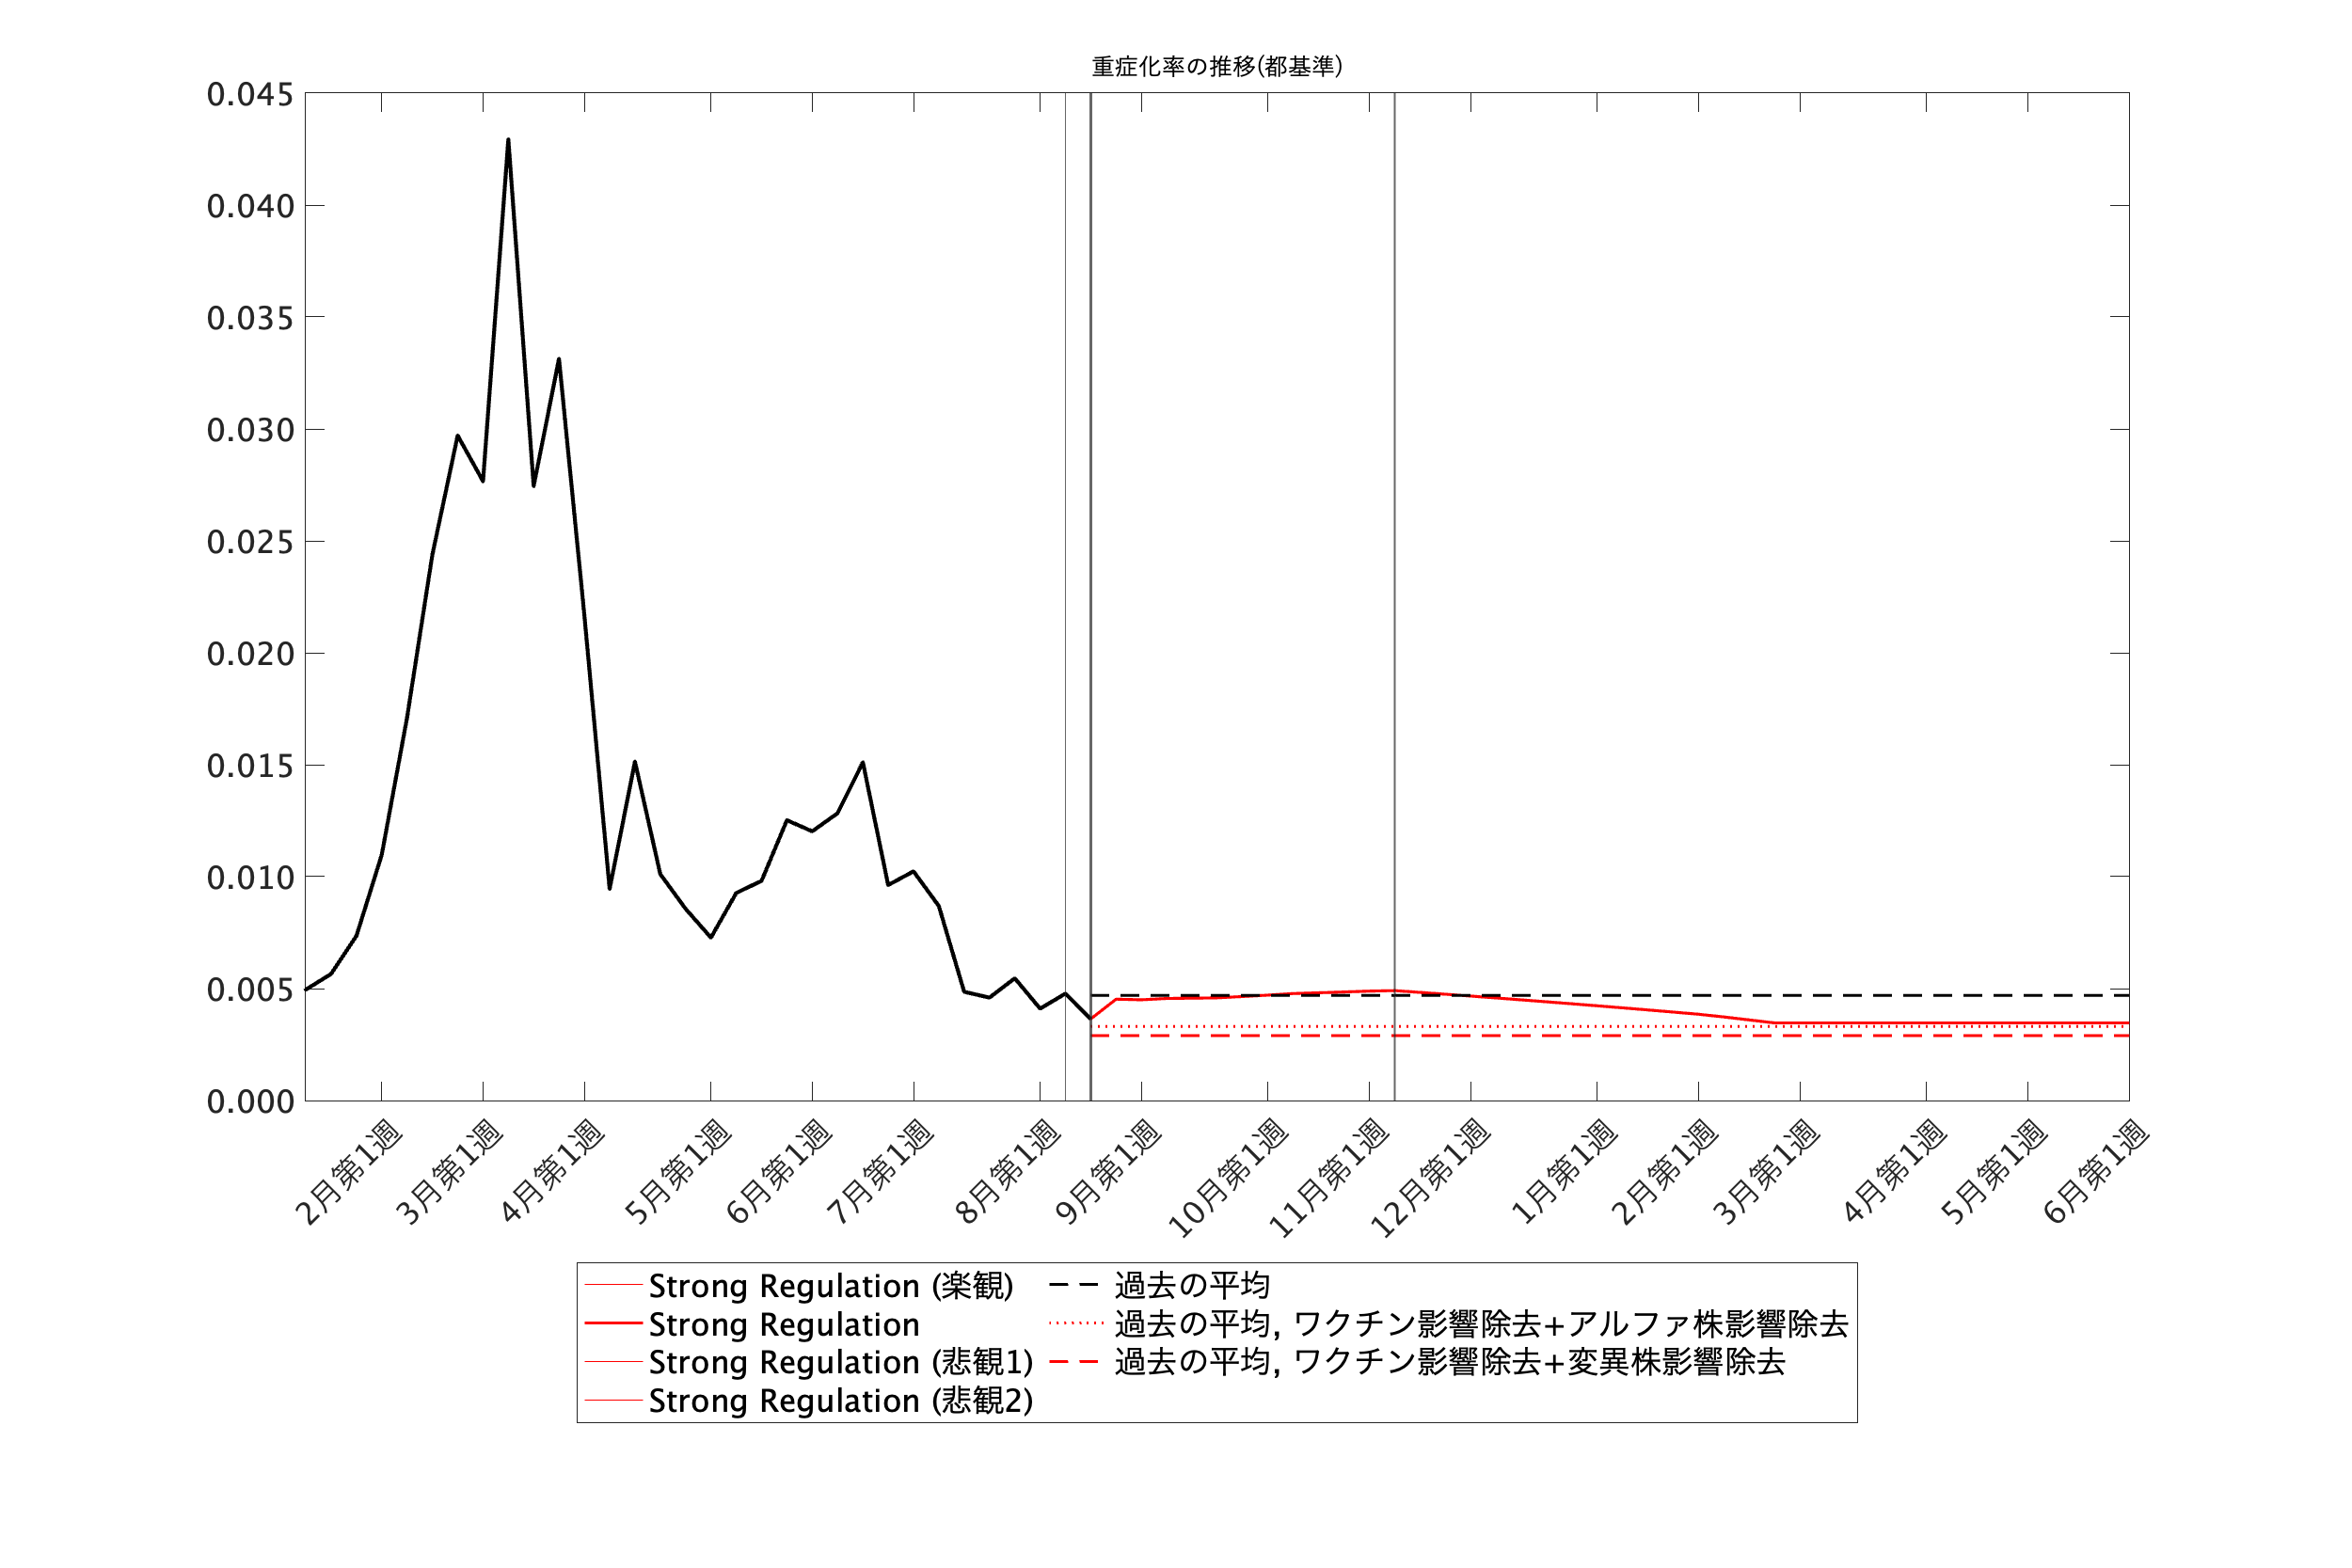 重症化率の推移(都基準)
0.045
0.040
0.035
0.030
0.025
0.020
0.015
0.010
0.005
0.000
2月第1週
3月第1週
4月第1週
5月第1週
6月第1週
7月第1週
8月第1週
9月第1週
10月第1週
11月第1週
12月第1週
1月第1週
2月第1週
3月第1週
4月第1週
5月第1週
6月第1週
Strong Regulation (楽観)
Strong Regulation
Strong Regulation (悲観1)
Strong Regulation (悲観2)
過去の平均
過去の平均, ワクチン影響除去+アルファ株影響除去
過去の平均, ワクチン影響除去+変異株影響除去